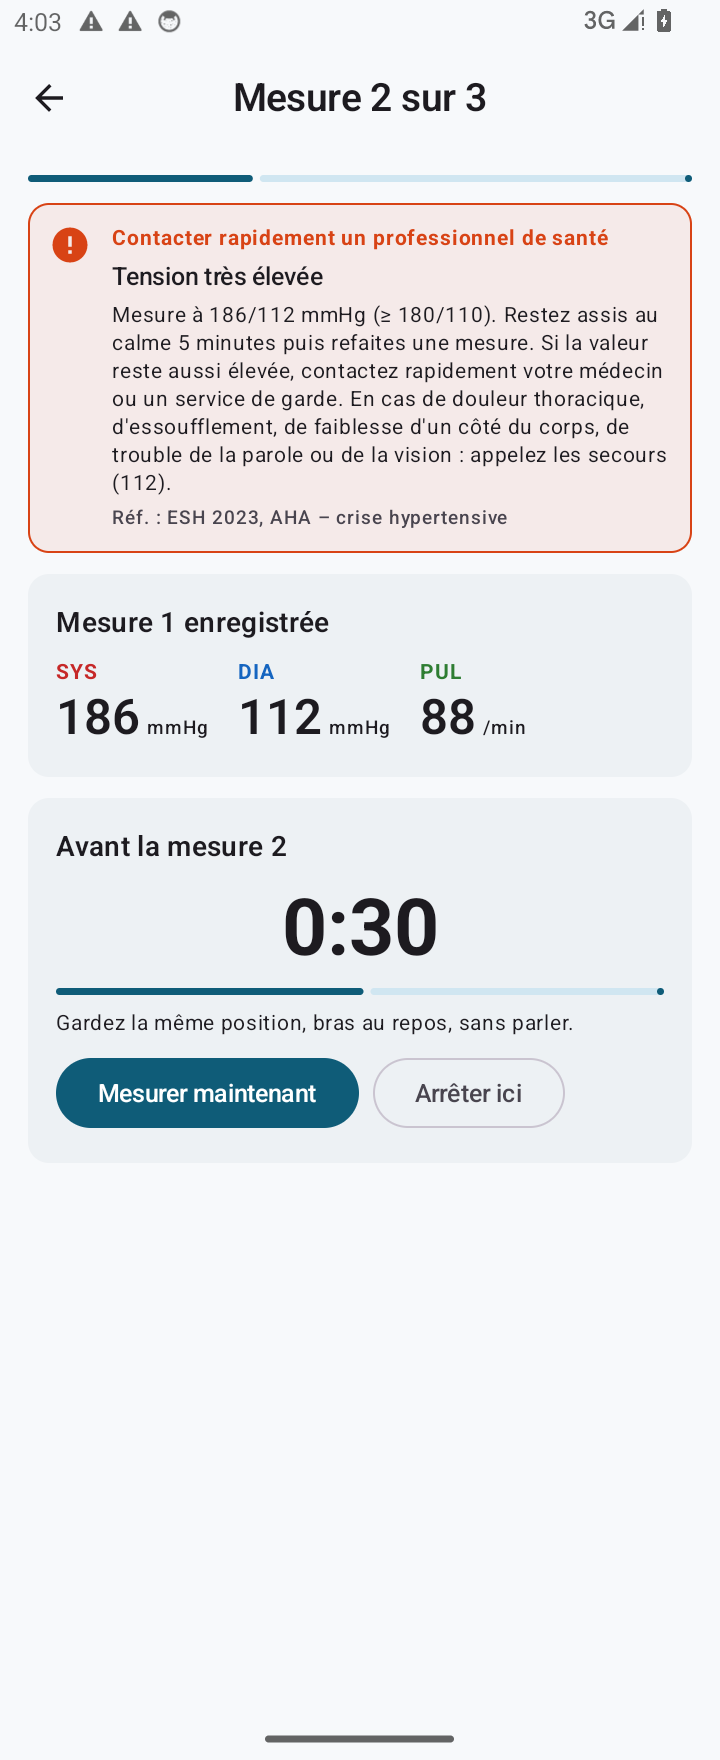 4:03
3G
Mesure 2 sur 3
Contacter rapidement un professionnel de santé
Tension très élevée
Mesure à 186/112 mmHg (≥ 180/110). Restez assis au
calme 5 minutes puis refaites une mesure. Si la valeur
reste aussi élevée, contactez rapidement votre médecin
ou un service de garde. En cas de douleur thoracique,
d'essoufflement, de faiblesse d'un côté du corps, de
trouble de la parole ou de la vision : appelez les secours
(112).
Réf. : ESH 2023, AHA – crise hypertensive
Mesure 1 enregistrée
SYS DIA PUL
186 mmHg 112 mmHg 88 /min
Avant la mesure 2
0:30
Gardez la même position, bras au repos, sans parler.
Mesurer maintenant Arrêter ici